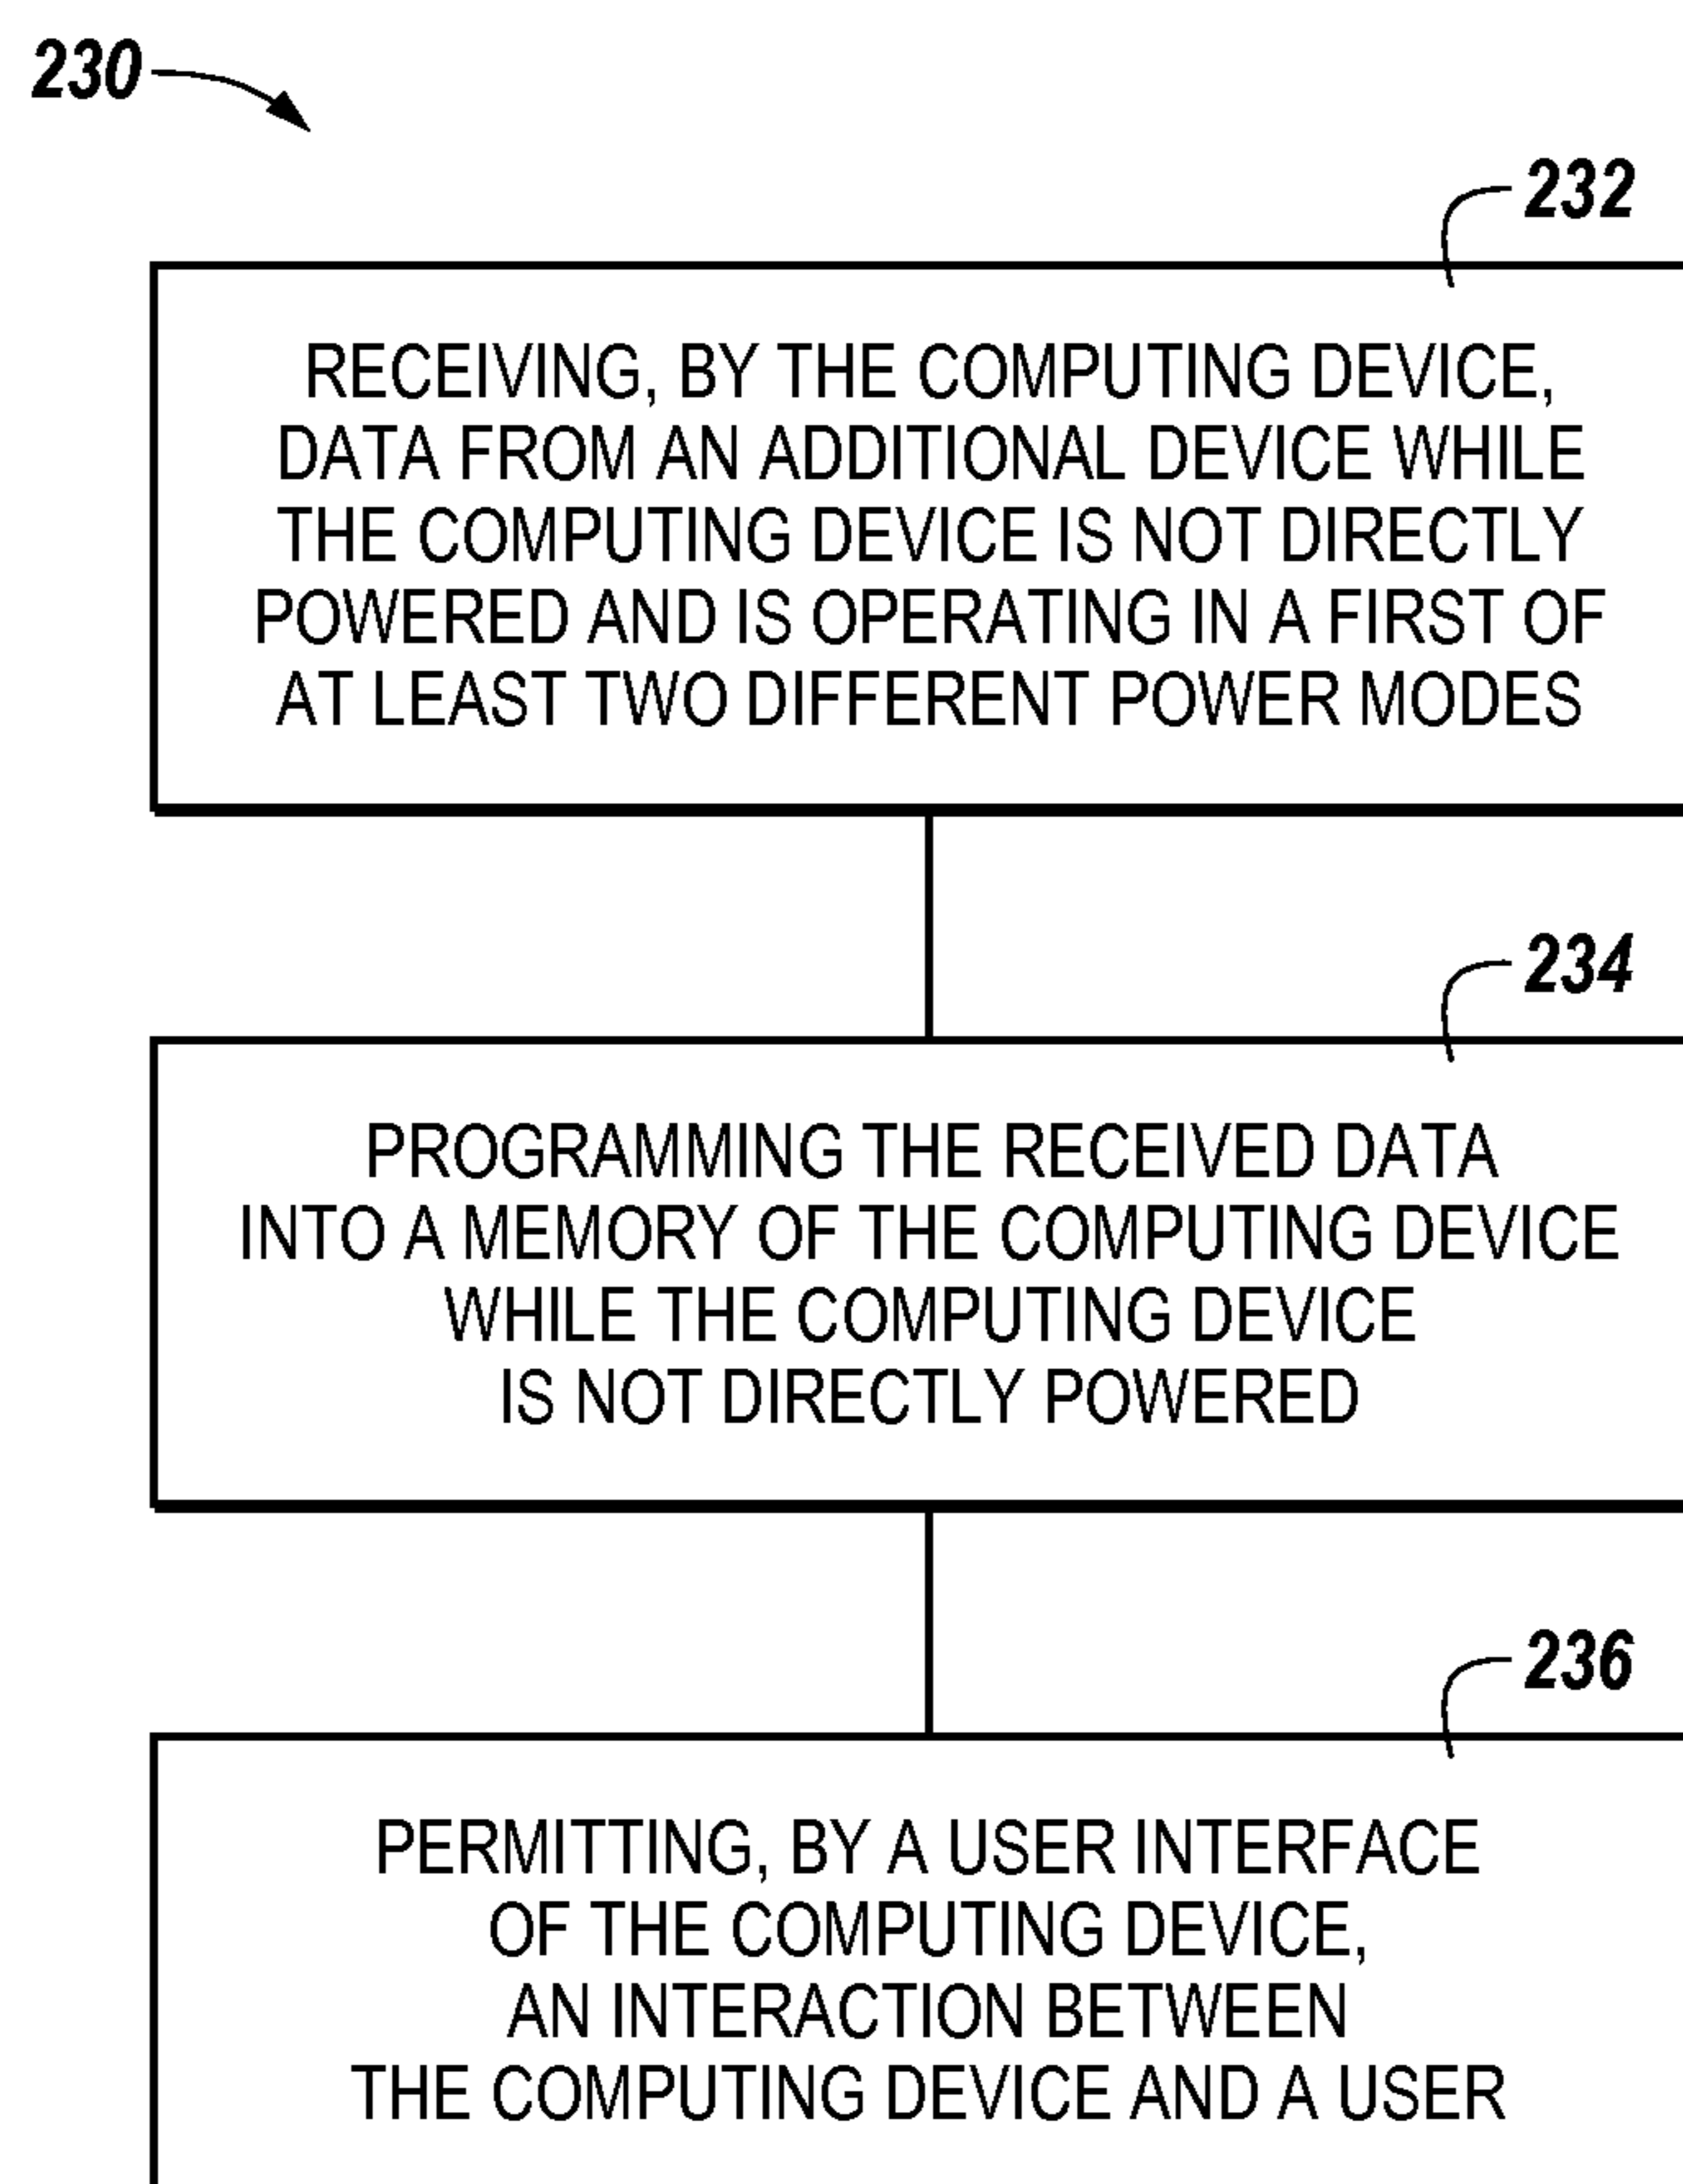 230
232
RECEIVING, BY THE COMPUTING DEVICE,
DATA FROM AN ADDITIONAL DEVICE WHILE
THE COMPUTING DEVICE IS NOT DIRECTLY
POWERED AND IS OPERATING IN A FIRST OF
AT LEAST TWO DIFFERENT POWER MODES
234
PROGRAMMING THE RECEIVED DATA
INTO A MEMORY OF THE COMPUTING DEVICE
WHILE THE COMPUTING DEVICE
IS NOT DIRECTLY POWERED
236
PERMITTING, BY A USER INTERFACE
OF THE COMPUTING DEVICE,
AN INTERACTION BETWEEN
THE COMPUTING DEVICE AND A USER